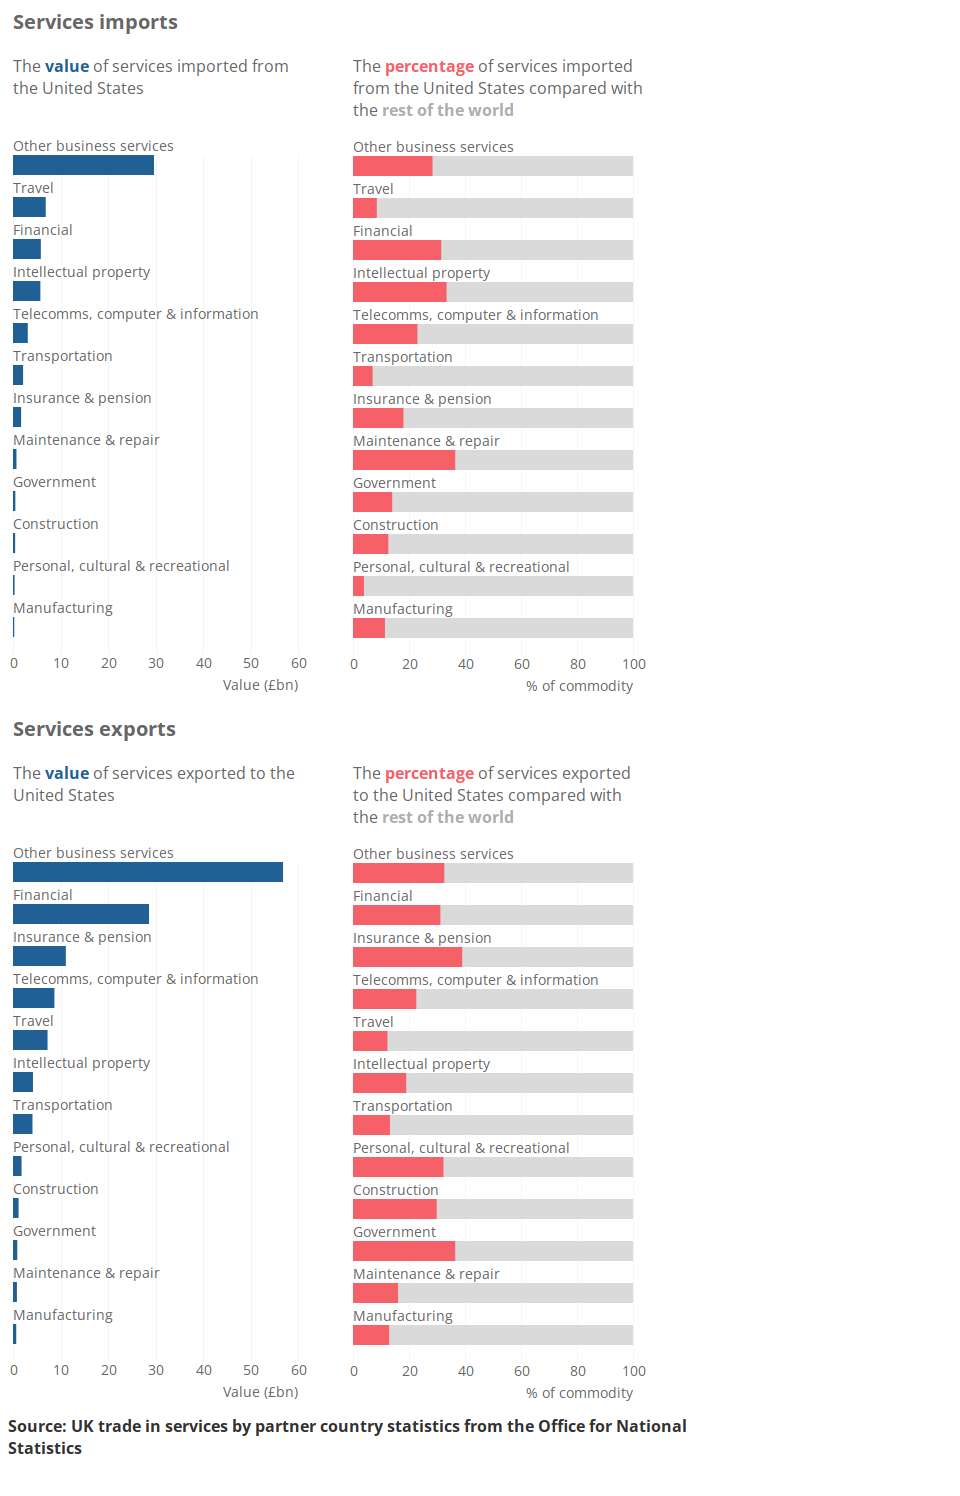 Services imports
The value of services imported from
the United States
The percentage of services imported
from the United States compared with
the rest of the world
Other business services
Travel
Financial
Intellectual property
Telecomms, computer & information
Transportation
Insurance & pension
Maintenance & repair
Government
Construction
Personal, cultural & recreational
Manufacturing
0 10 20 30 40 50 60
Value (£bn)
Other business services
Travel
Financial
Intellectual property
Telecomms, computer & information
Transportation
Insurance & pension
Maintenance & repair
Government
Construction
Personal, cultural & recreational
Manufacturing
0 20 40 60 80 100
% of commodity
Services exports
The value of services exported to the
United States
The percentage of services exported
to the United States compared with
the rest of the world
Other business services
Financial
Insurance & pension
Telecomms, computer & information
Travel
Intellectual property
Transportation
Personal, cultural & recreational
Construction
Government
Maintenance & repair
Manufacturing
0 10 20 30 40 50 60
Value (£bn)
Other business services
Financial
Insurance & pension
Telecomms, computer & information
Travel
Intellectual property
Transportation
Personal, cultural & recreational
Construction
Government
Maintenance & repair
Manufacturing
0 20 40 60 80 100
% of commodity
Source: UK trade in services by partner country statistics from the Office for National
Statistics